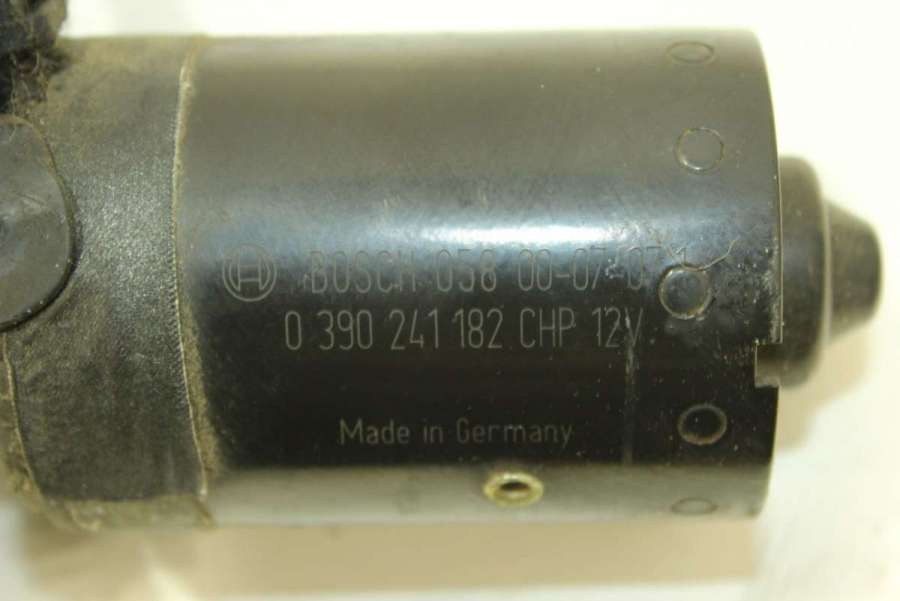 BOSCH 058 00-07-07
0 390 241 182 CHP 12V
Made in Germany